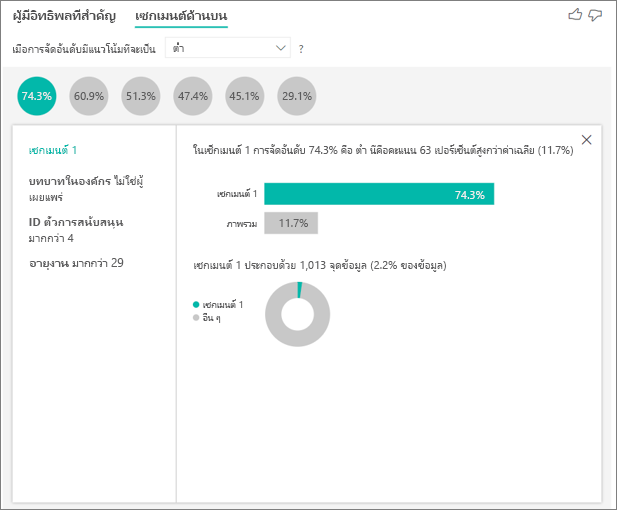 ผู้มีอิทธิพลที่สำคัญ เซกเมนต์ด้านบน
เมื่อการจัดอันดับมีแนวโน้มที่จะเป็น ต่ำ ?
74.3% 60.9% 51.3% 47.4% 45.1% 29.1%
เซกเมนต์ 1
บทบาทในองค์กร ไม่ใช่ผู้
เผยแพร่
ID ตั๋วการสนับสนุน
มากกว่า 4
อายุงาน มากกว่า 29
ในเซ็กเมนต์ 1 การจัดอันดับ 74.3% คือ ต่ำ นี่คือคะแนน 63 เปอร์เซ็นต์สูงกว่าค่าเฉลี่ย (11.7%)
เซกเมนต์ 1 74.3%
ภาพรวม 11.7%
เซกเมนต์ 1 ประกอบด้วย 1,013 จุดข้อมูล (2.2% ของข้อมูล)
เซกเมนต์ 1
อื่น ๆ